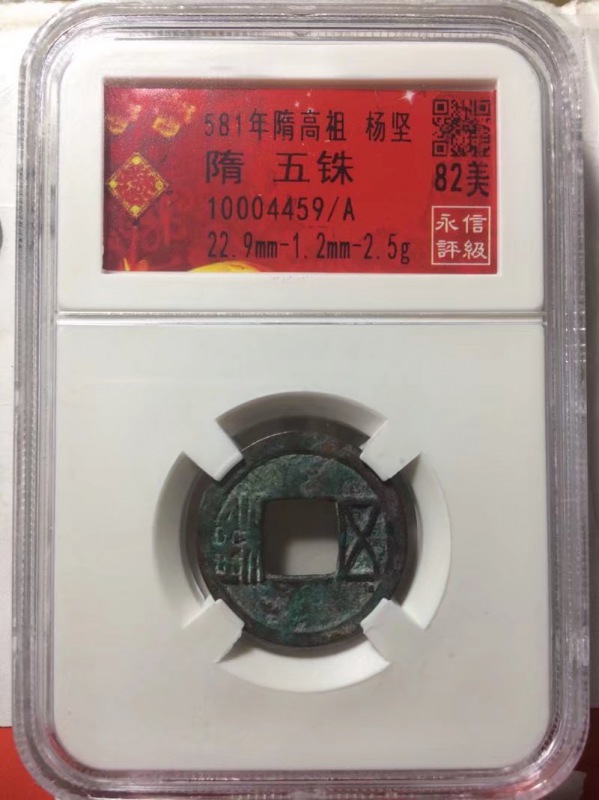 581年隋高祖 杨坚
隋 五铢
82美
10004459/A
22.9mm-1.2mm-2.5g
永信
評級
五
銖